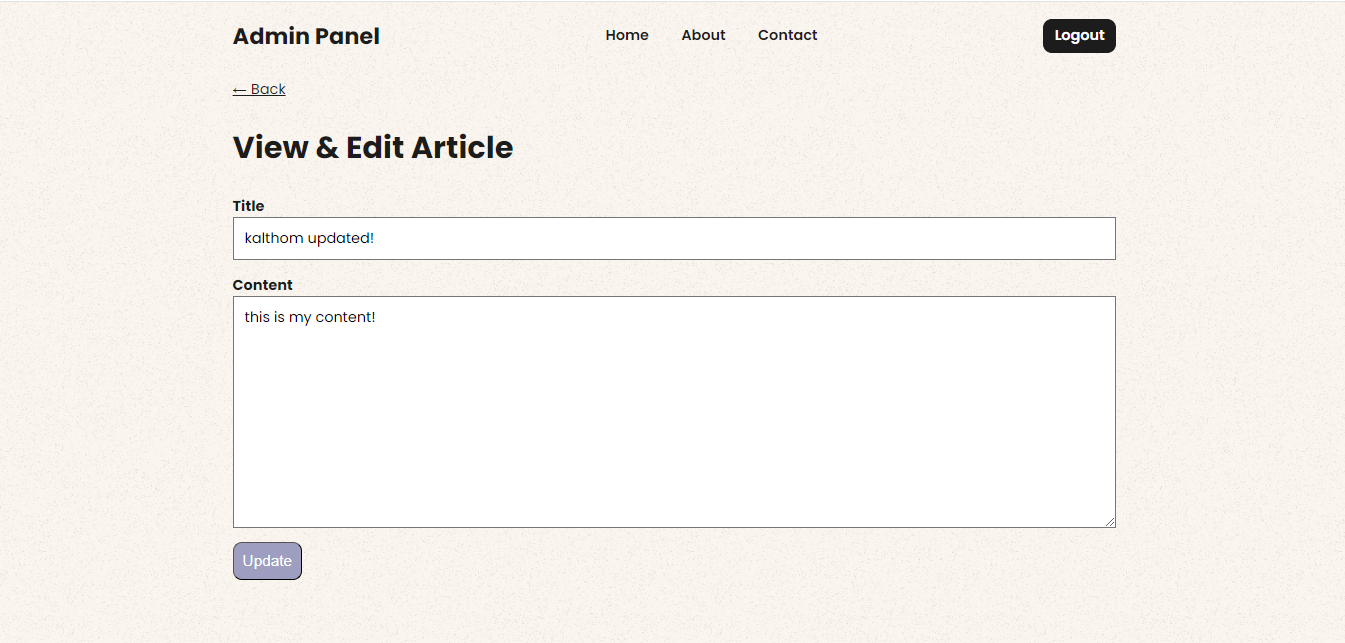 Admin Panel
Home About Contact
Logout
← Back
View & Edit Article
Title
kalthom updated!
Content
this is my content!
Update